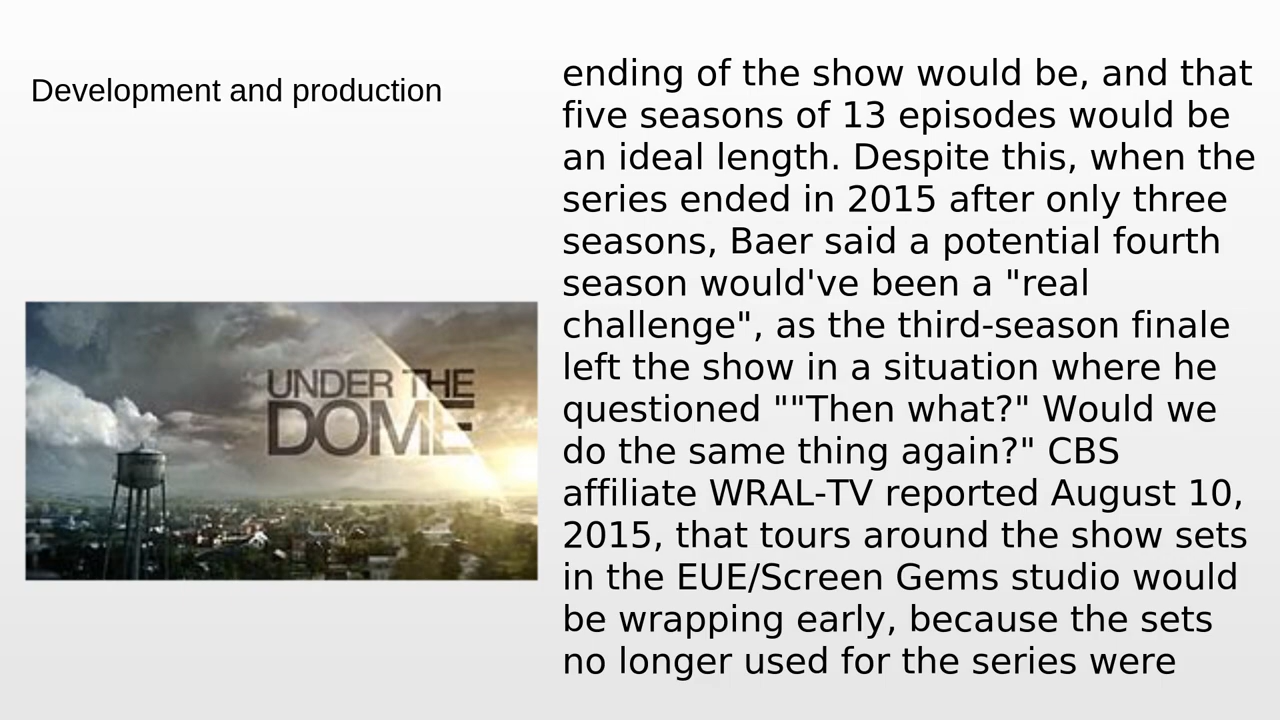 Development and production
UNDER THE
DOME
ending of the show would be, and that
five seasons of 13 episodes would be
an ideal length. Despite this, when the
series ended in 2015 after only three
seasons, Baer said a potential fourth
season would've been a "real
challenge", as the third-season finale
left the show in a situation where he
questioned ""Then what?" Would we
do the same thing again?" CBS
affiliate WRAL-TV reported August 10,
2015, that tours around the show sets
in the EUE/Screen Gems studio would
be wrapping early, because the sets
no longer used for the series were